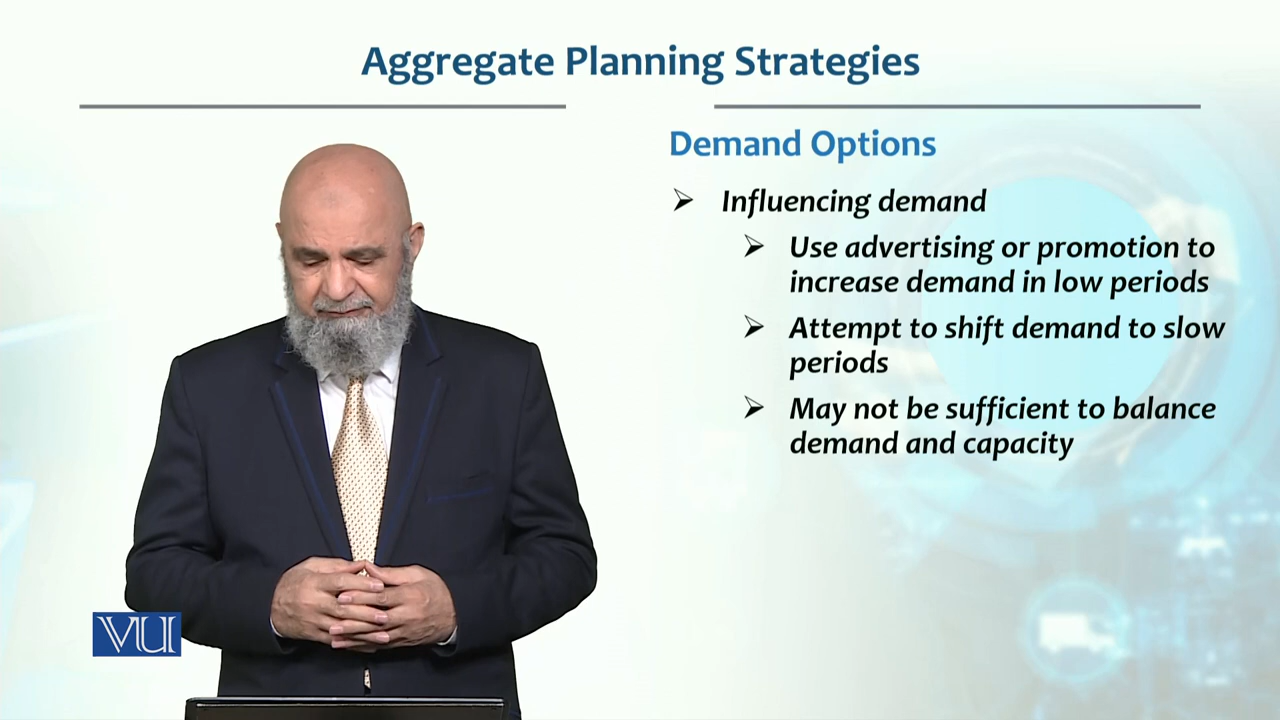 Aggregate Planning Strategies
Demand Options
Influencing demand
Use advertising or promotion to
increase demand in low periods
Attempt to shift demand to slow
periods
May not be sufficient to balance
demand and capacity
VU